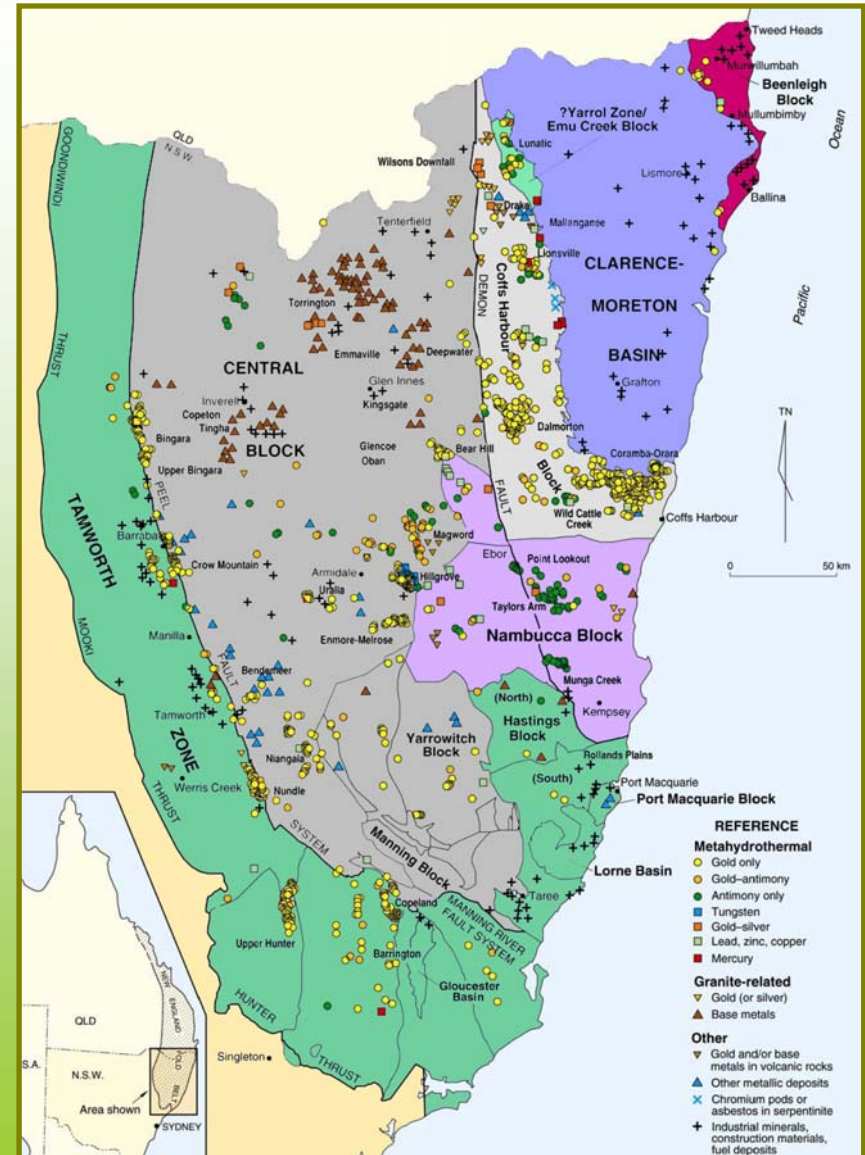 Tweed Heads
Murwillumbah
Beenleigh
Block
Mullumbimby
Ocean
GOONDIWINDI
QLD
N.S.W
?Yarrol Zone/
Emu Creek Block
Lunatic
Wilsons Downfall
Lismore
Ballina
Drake
Mallanganee
Tenterfield
Lionsville
DEMON
Coffs Harbour
CLARENCE-
MORETON
BASIN
Pacific
Torrington
THRUST
CENTRAL
Emmaville
Deepwater
Glen Innes
Kingsgate
Grafton
TN
Inverell
Copeton
Tingha
BLOCK
Dalmorton
Bingara
Glencoe
Oban
Bear Hill
Coramba-Orara
Upper Bingara
Block
TAMWORTH
PEEL
FAULT
Wild Cattle
Creek
Coffs Harbour
Barraba
Magword
Ebor
Point Lookout
0 50 km
Crow Mountain
Armidale
Hillgrove
Uralla
Taylors Arm
MOOKI
Manilla
Enmore-Melrose
Nambucca Block
FAULT
Bendemeer
Munga Creek
(North)
Kempsey
Tamworth
ZONE
Yarrowitch
Block
Hastings
Block
Rollands Plains
Niangala
(South)
Port Macquarie
Werris Creek
Nundle
Port Macquarie Block
THRUST
SYSTEM
Manning Block
Lorne Basin
Taree
Copeland
MANNING RIVER
FAULT SYSTEM
Upper Hunter
Barrington
Gloucester
Basin
HUNTER
THRUST
Singleton
NEW
ENGLAND
FOLD
BELT
QLD
S.A.
N.S.W.
Area shown
SYDNEY
REFERENCE
Metahydrothermal
Gold only
Gold–antimony
Antimony only
Tungsten
Gold–silver
Lead, zinc, copper
Mercury
Granite-related
Gold (or silver)
Base metals
Other
Gold and/or base
metals in volcanic rocks
Other metallic deposits
Chromium pods or
asbestos in serpentinite
Industrial minerals,
construction materials,
fuel deposits